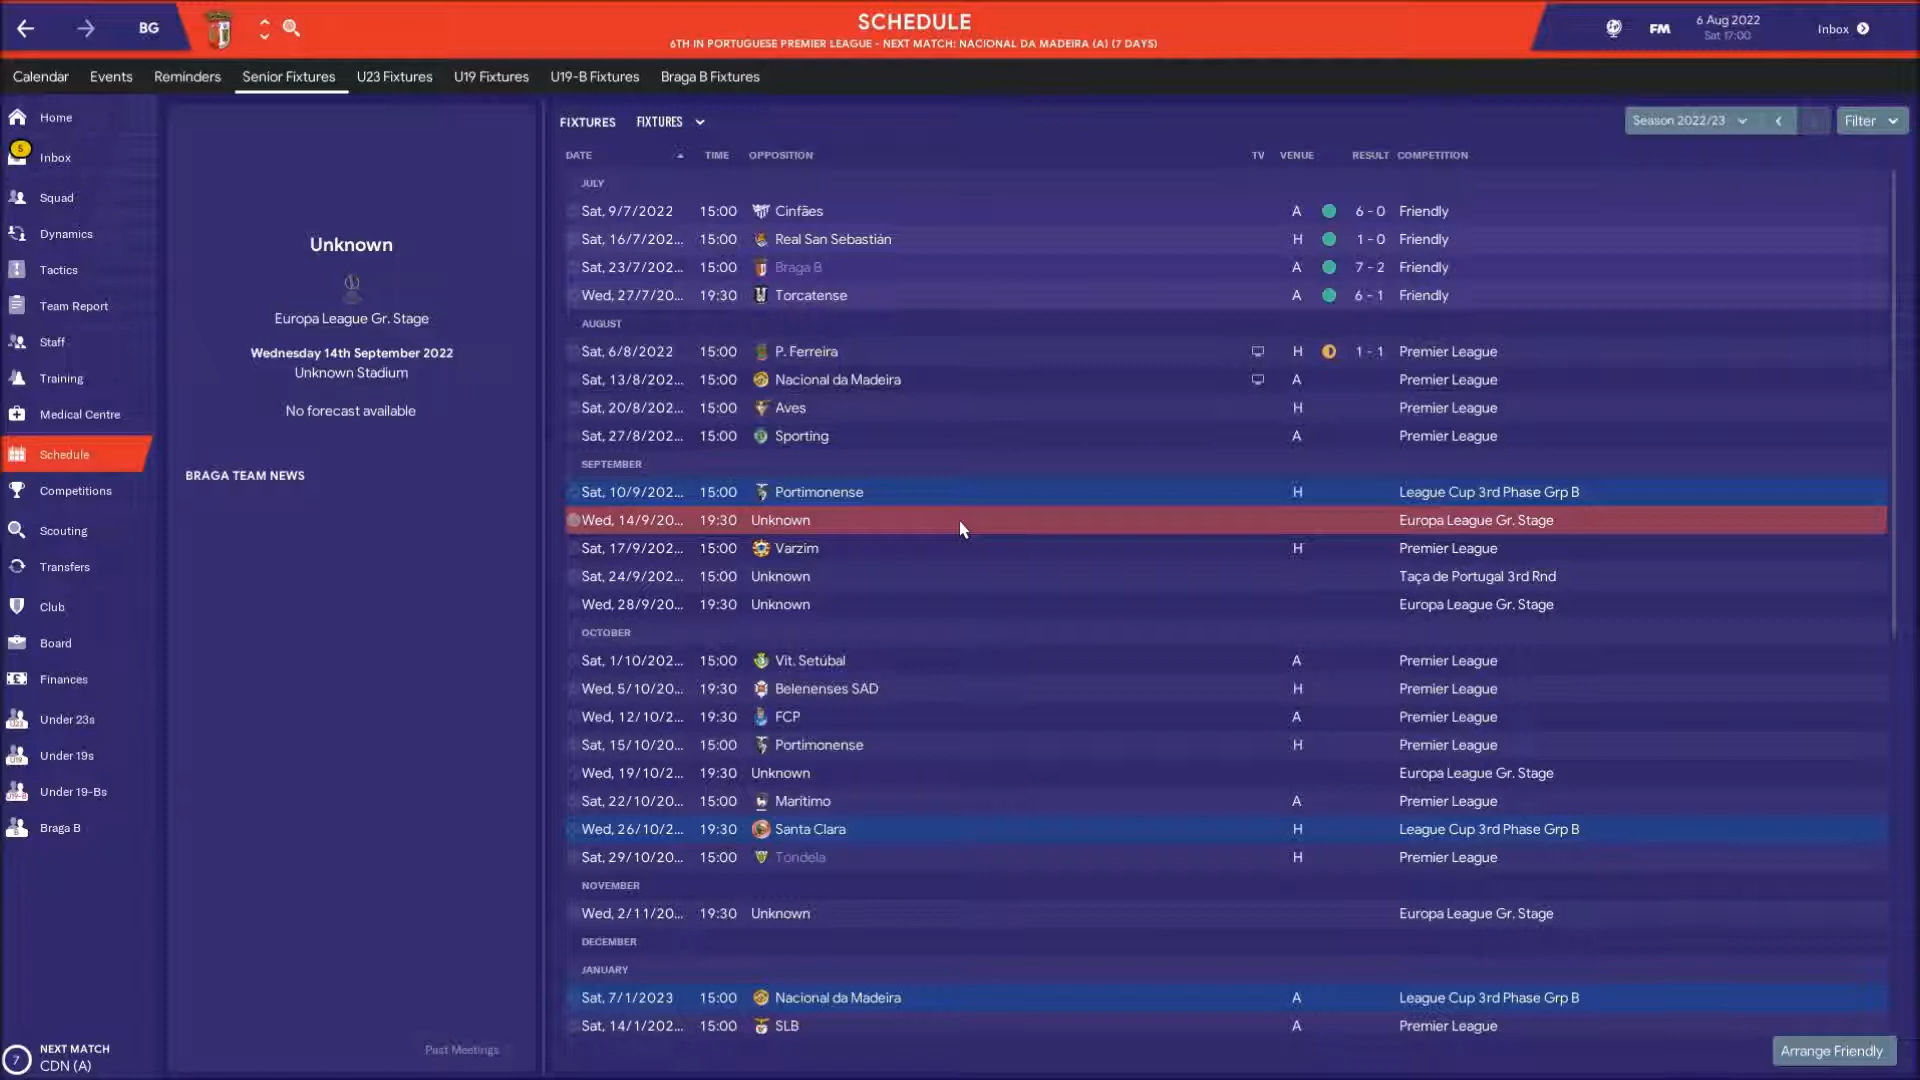 BG
SCHEDULE
6TH IN PORTUGUESE PREMIER LEAGUE - NEXT MATCH: NACIONAL DA MADEIRA (A) (7 DAYS)
FM
6 Aug 2022
Sat 17:00
Inbox
Calendar Events Reminders Senior Fixtures U23 Fixtures U19 Fixtures U19-B Fixtures Braga B Fixtures
Home
5
Inbox
Squad
Dynamics
Tactics
Team Report
Staff
Training
Medical Centre
Schedule
Competitions
Scouting
Transfers
Club
Board
Finances
Under 23s
Under 19s
Under 19-Bs
Braga B
7
NEXT MATCH
CDN (A)
Unknown
Europa League Gr. Stage
Wednesday 14th September 2022
Unknown Stadium
No forecast available
BRAGA TEAM NEWS
Past Meetings
FIXTURES FIXTURES
Season 2022/23
Filter
DATE TIME OPPOSITION TV VENUE RESULT COMPETITION
JULY
Sat, 9/7/2022 15:00 Cinfães A 6 - 0 Friendly
Sat, 16/7/202... 15:00 Real San Sebastián H 1 - 0 Friendly
Sat, 23/7/202... 15:00 Braga B A 7 - 2 Friendly
Wed, 27/7/20... 19:30 Torcatense A 6 - 1 Friendly
AUGUST
Sat, 6/8/2022 15:00 P. Ferreira H 1 - 1 Premier League
Sat, 13/8/202... 15:00 Nacional da Madeira A Premier League
Sat, 20/8/202... 15:00 Aves H Premier League
Sat, 27/8/202... 15:00 Sporting A Premier League
SEPTEMBER
Sat, 10/9/202... 15:00 Portimonense H League Cup 3rd Phase Grp B
Wed, 14/9/20... 19:30 Unknown Europa League Gr. Stage
Sat, 17/9/202... 15:00 Varzim H Premier League
Sat, 24/9/202... 15:00 Unknown Taça de Portugal 3rd Rnd
Wed, 28/9/20... 19:30 Unknown Europa League Gr. Stage
OCTOBER
Sat, 1/10/202... 15:00 Vit. Setúbal A Premier League
Wed, 5/10/20... 19:30 Belenenses SAD H Premier League
Wed, 12/10/2... 19:30 FCP A Premier League
Sat, 15/10/20... 15:00 Portimonense H Premier League
Wed, 19/10/2... 19:30 Unknown Europa League Gr. Stage
Sat, 22/10/20... 15:00 Marítimo A Premier League
Wed, 26/10/2... 19:30 Santa Clara H League Cup 3rd Phase Grp B
Sat, 29/10/20... 15:00 Tondela H Premier League
NOVEMBER
Wed, 2/11/20... 19:30 Unknown Europa League Gr. Stage
DECEMBER
JANUARY
Sat, 7/1/2023 15:00 Nacional da Madeira A League Cup 3rd Phase Grp B
Sat, 14/1/202... 15:00 SLB A Premier League
Arrange Friendly